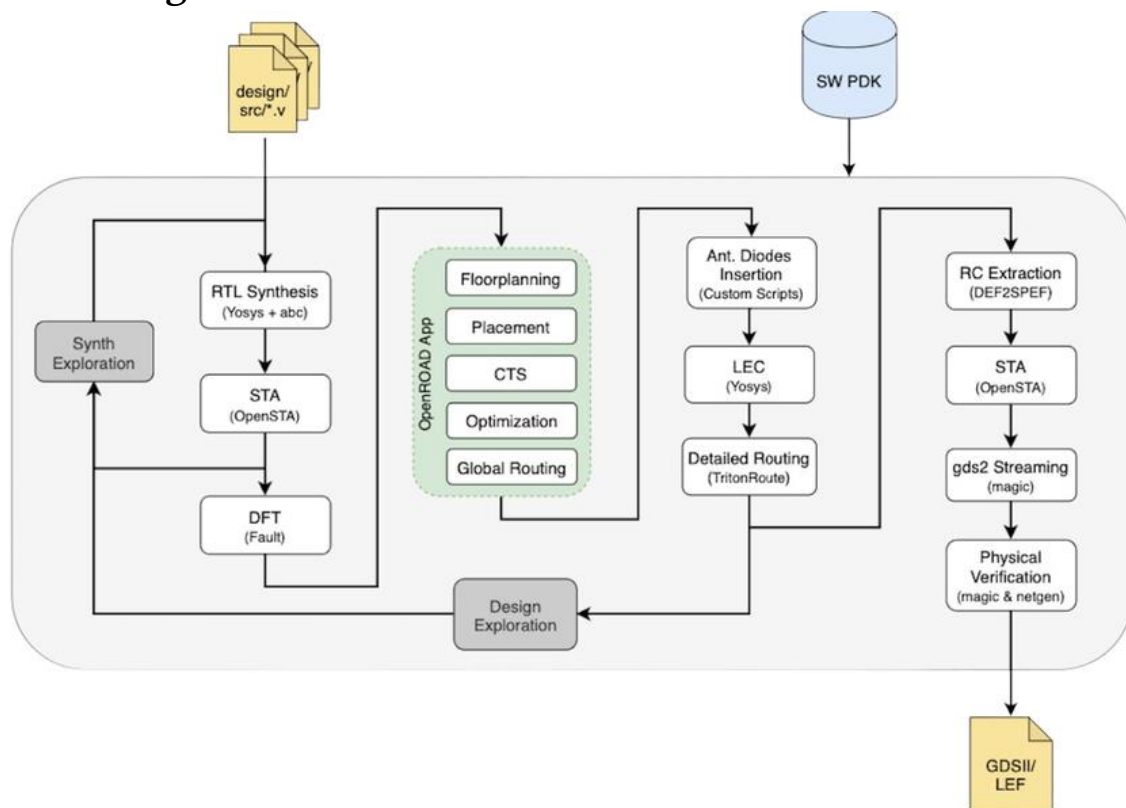 design/
src/*.v
SW PDK
RTL Synthesis
(Yosys + abc)
Synth
Exploration
STA
(OpenSTA)
DFT
(Fault)
OpenROAD App
Floorplanning
Placement
CTS
Optimization
Global Routing
Ant. Diodes
Insertion
(Custom Scripts)
LEC
(Yosys)
Detailed Routing
(TritonRoute)
Design
Exploration
RC Extraction
(DEF2SPEF)
STA
(OpenSTA)
gds2 Streaming
(magic)
Physical
Verification
(magic & netgen)
GDSII/
LEF